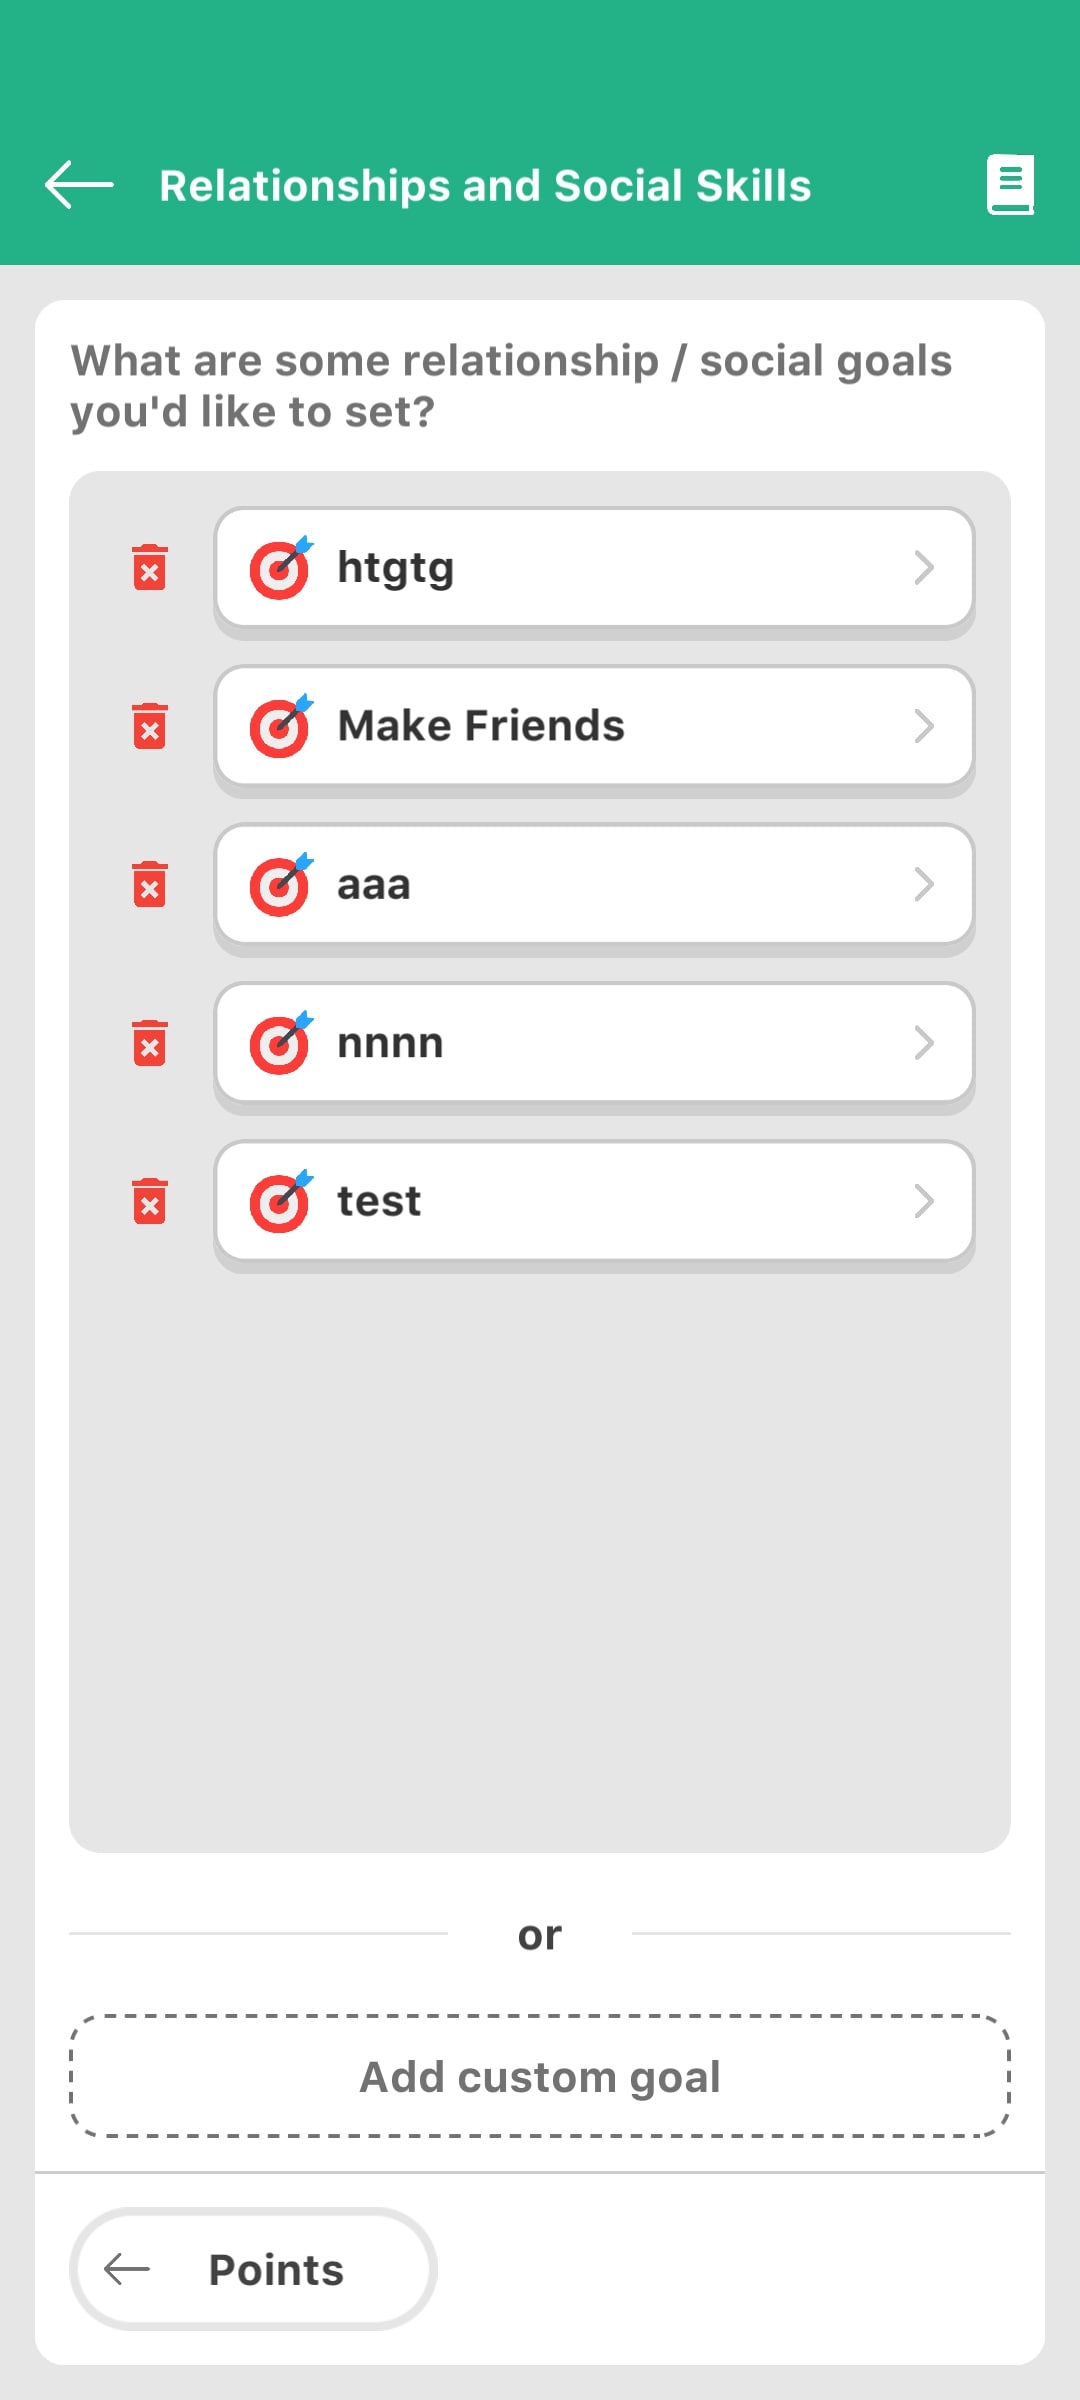 Relationships and Social Skills
What are some relationship / social goals
you'd like to set?
htgtg
Make Friends
aaa
nnnn
test
or
Add custom goal
Points